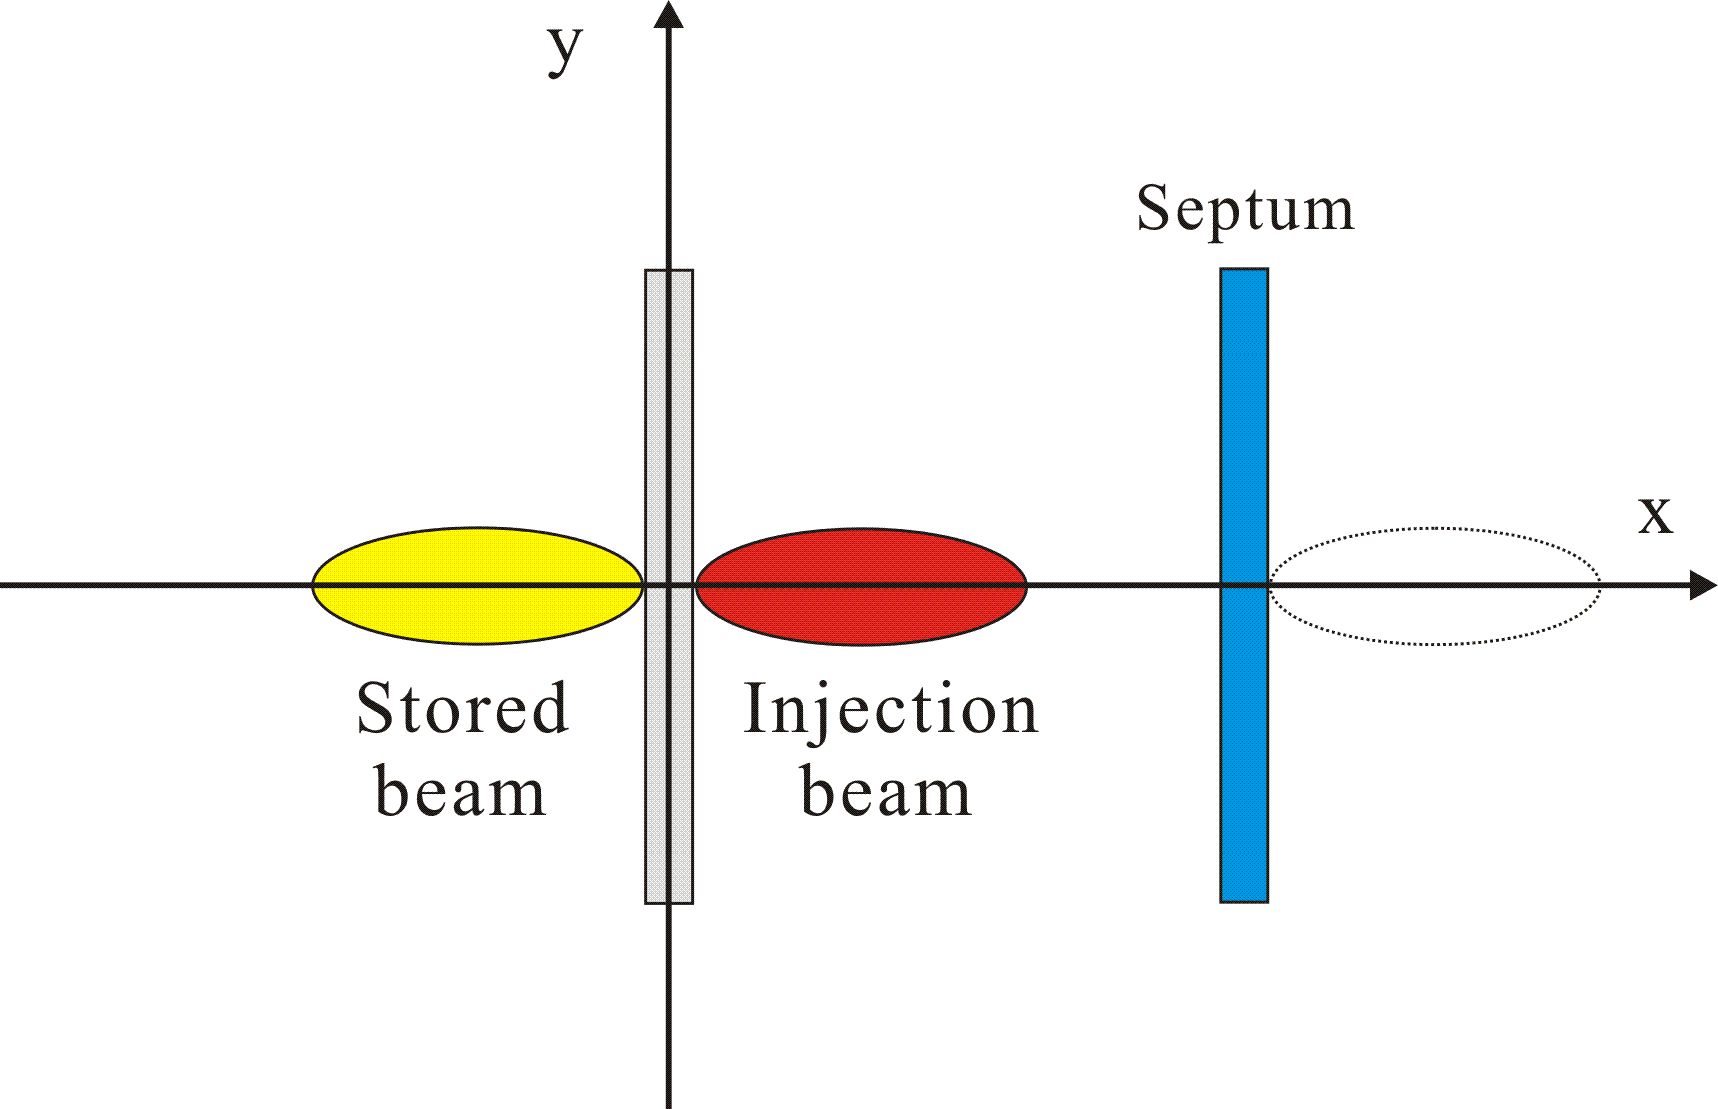 y
Septum
x
Stored
beam
Injection
beam